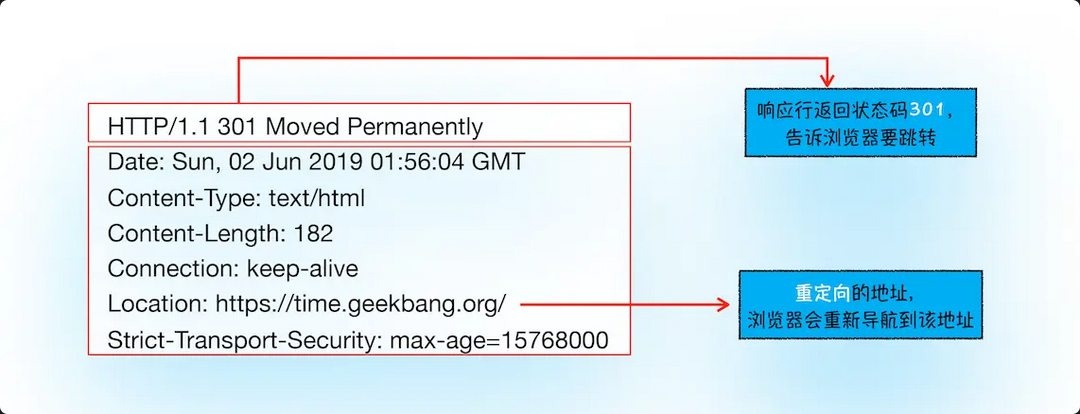 HTTP/1.1 301 Moved Permanently
Date: Sun, 02 Jun 2019 01:56:04 GMT
Content-Type: text/html
Content-Length: 182
Connection: keep-alive
Location: https://time.geekbang.org/
Strict-Transport-Security: max-age=15768000
响应行返回状态码301，
告诉浏览器要跳转
重定向的地址，
浏览器会重新导航到该地址